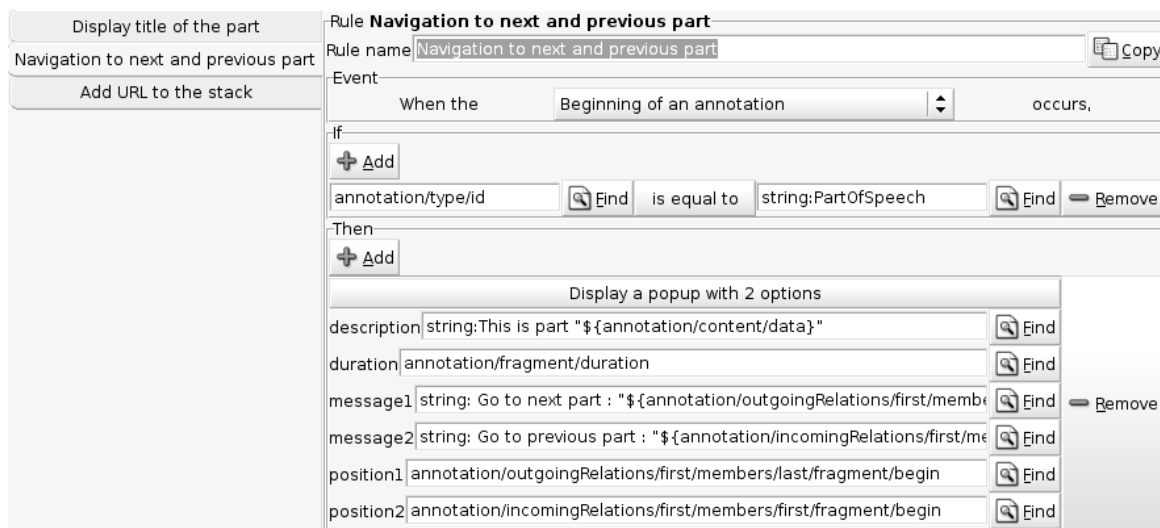 Display title of the part
Navigation to next and previous part
Add URL to the stack
Rule Navigation to next and previous part
Rule name Navigation to next and previous part Copy
Event
When the Beginning of an annotation occurs,
If
Add
annotation/type/id Find is equal to string:PartOfSpeech Find Remove
Then
Add
Display a popup with 2 options
description string:This is part "${annotation/content/data}" Find
duration annotation/fragment/duration Find
message1 string: Go to next part : "${annotation/outgoingRelations/first/membe Find Remove
message2 string: Go to previous part : "${annotation/incomingRelations/first/me Find
position1 annotation/outgoingRelations/first/members/last/fragment/begin Find
position2 annotation/incomingRelations/first/members/first/fragment/begin Find